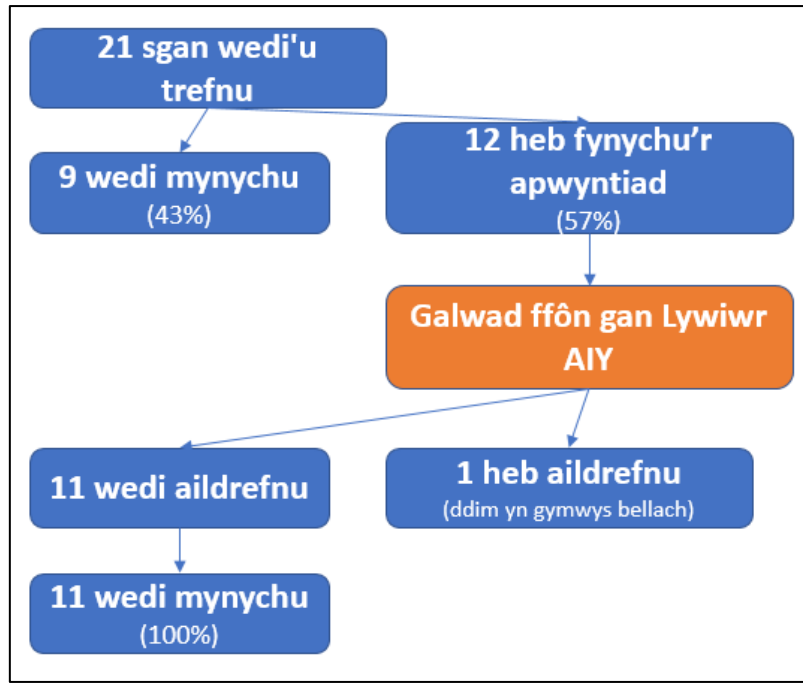 21 sgan wedi'u
trefnu
9 wedi mynychu
(43%)
12 heb fynychu’r
apwyntiad
(57%)
Galwad ffôn gan Lywiwr
AIY
11 wedi aildrefnu
1 heb aildrefnu
(ddim yn gymwys bellach)
11 wedi mynychu
(100%)